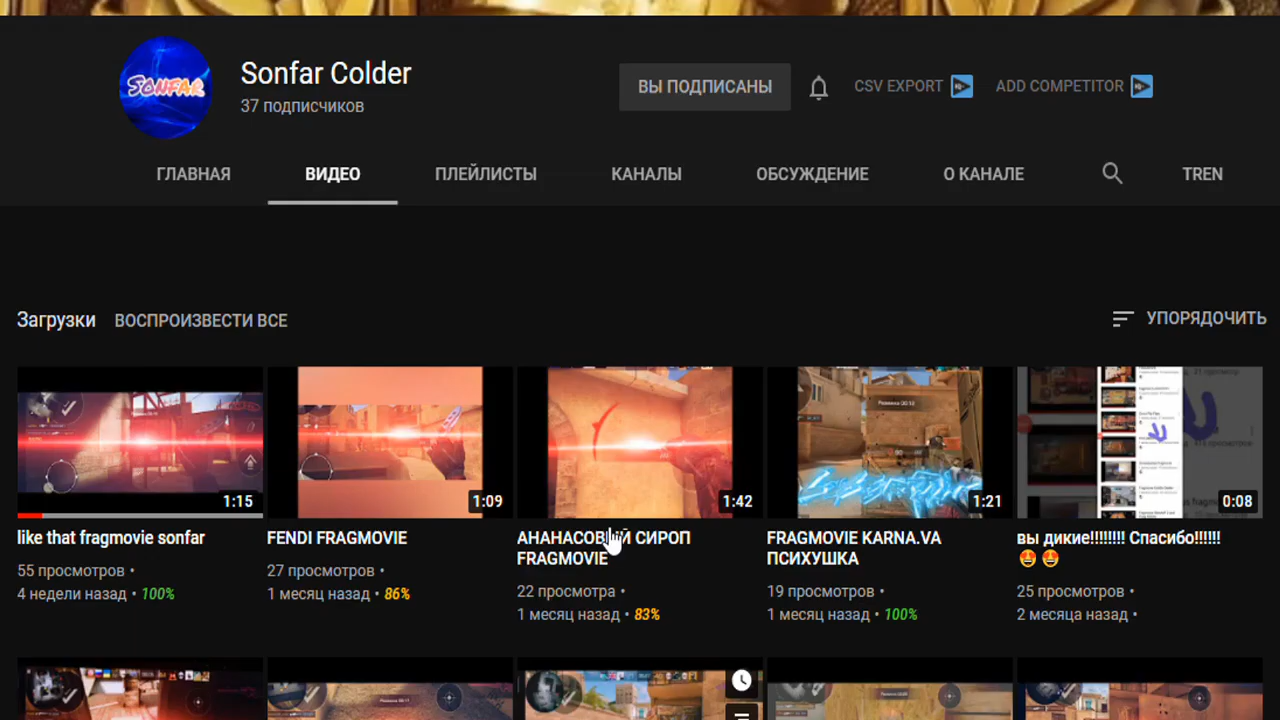 SONFAR
Sonfar Colder
37 подписчиков
ВЫ ПОДПИСАНЫ
CSV EXPORT
ADD COMPETITOR
ГЛАВНАЯ ВИДЕО ПЛЕЙЛИСТЫ КАНАЛЫ ОБСУЖДЕНИЕ О КАНАЛЕ TREN
Загрузки ВОСПРОИЗВЕСТИ ВСЕ УПОРЯДОЧИТЬ
1:15
like that fragmovie sonfar
55 просмотров •
4 недели назад • 100%
1:09
FENDI FRAGMOVIE
27 просмотров •
1 месяц назад • 86%
1:42
АНАНАСОВЫЙ СИРОП
FRAGMOVIE
22 просмотра •
1 месяц назад • 83%
1:21
FRAGMOVIE KARNA.VA
ПСИХУШКА
19 просмотров •
1 месяц назад • 100%
0:08
вы дикие!!!!!!!! Спасибо!!!!!!
🤩 🤩
25 просмотров •
2 месяца назад •